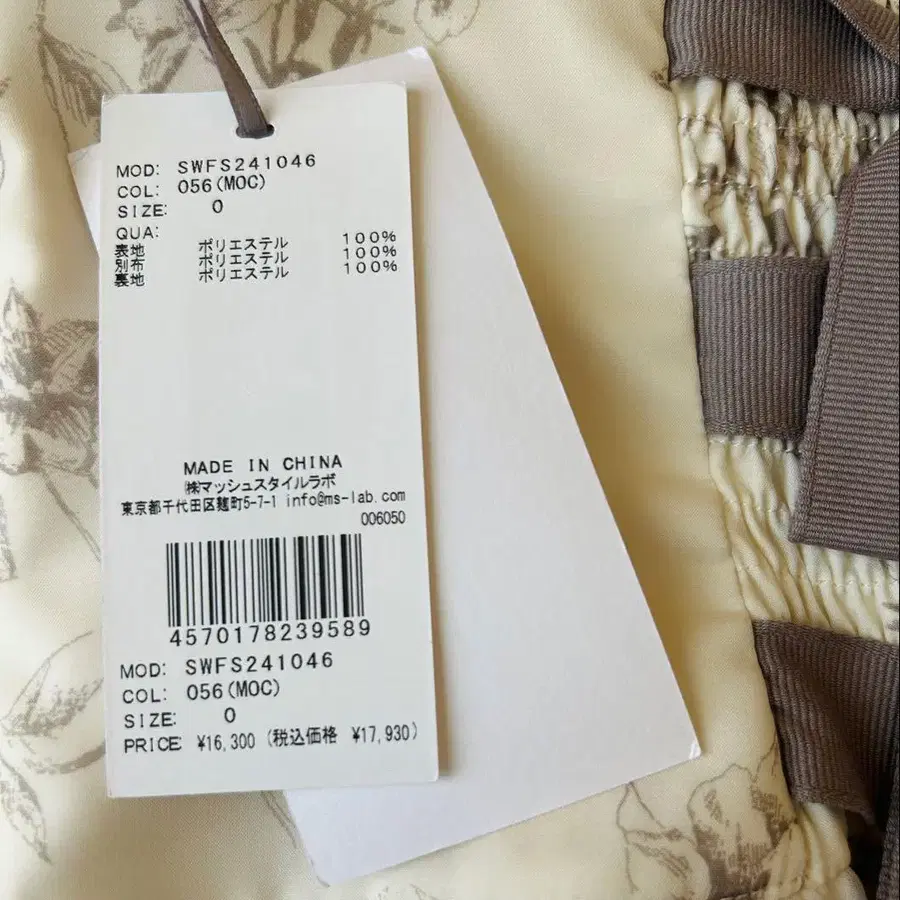 MOD: SWFS241046
COL: 056(MOC)
SIZE: 0
QUA:
表地 ポリエステル 100%
別布 ポリエステル 100%
裏地 ポリエステル 100%
MADE IN CHINA
㈱マッシュスタイルラボ
東京都千代田区麹町5-7-1 info@ms-lab.com
006050
4570178239589
MOD: SWFS241046
COL: 056(MOC)
SIZE: 0
PRICE: ¥16,300 (税込価格 ¥17,930)